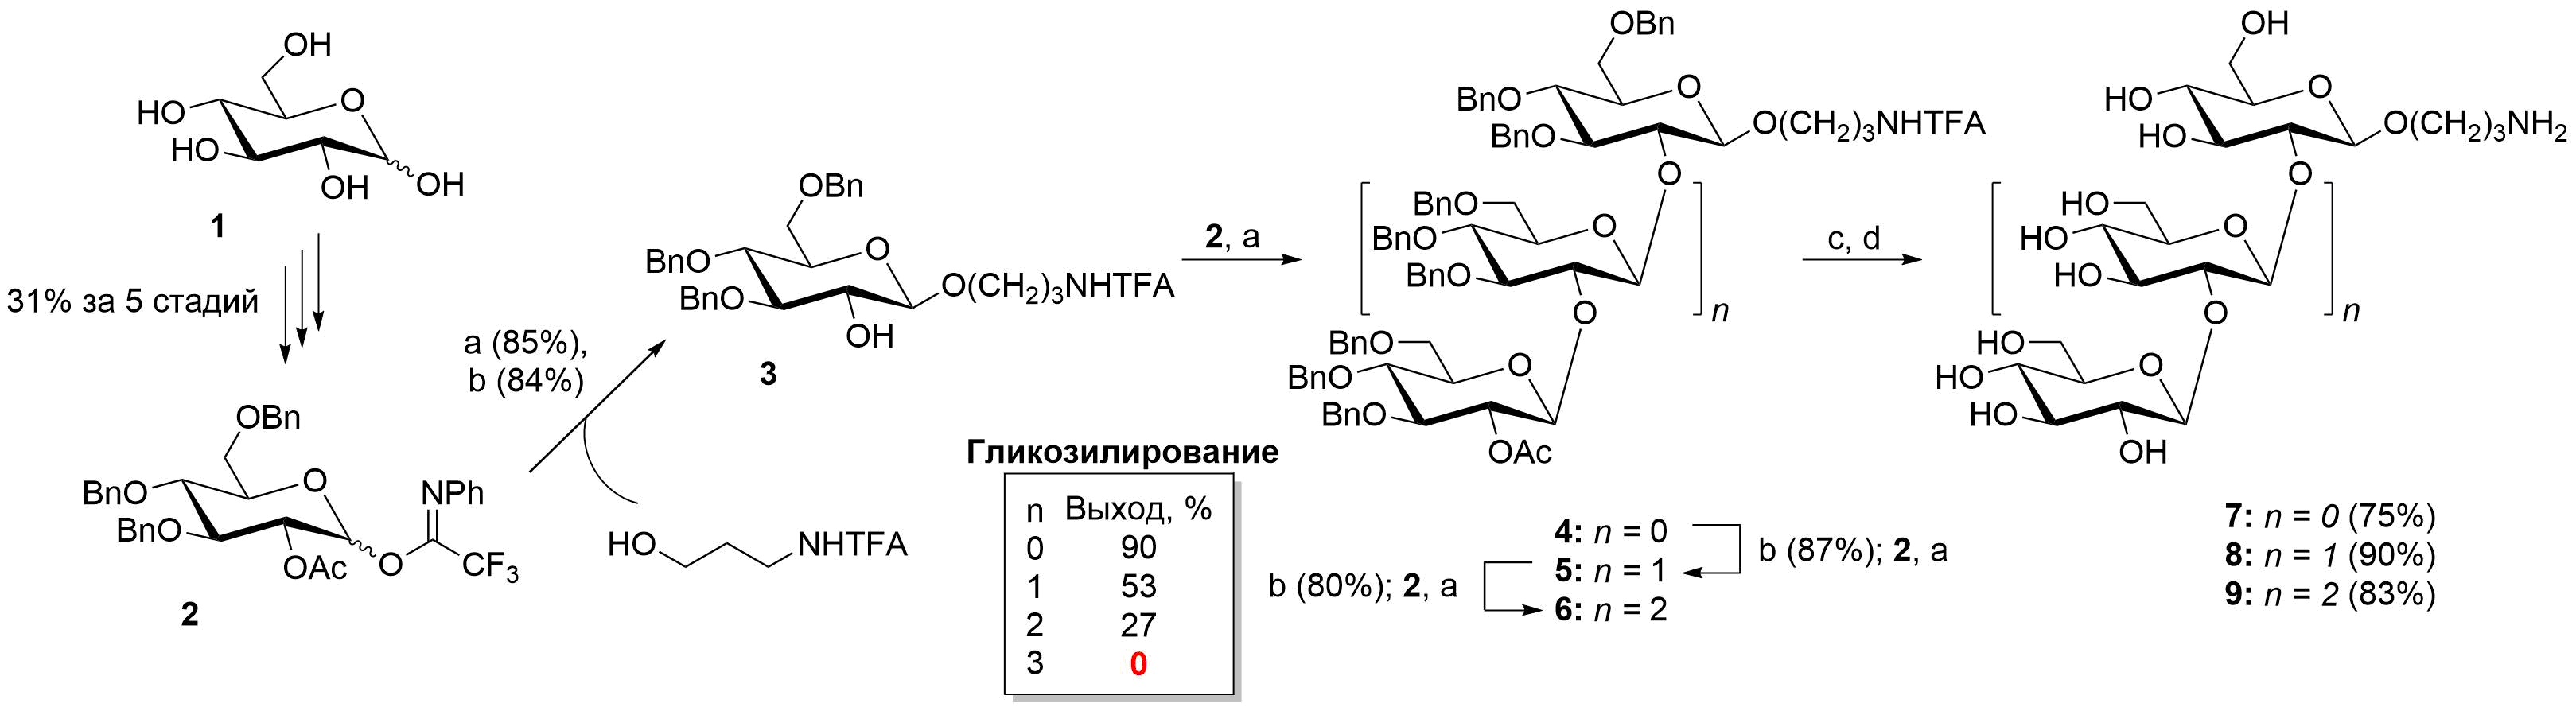 OH
HO
O
HO
OH
OH
1
31% за 5 стадий
OBn
BnO
O
BnO
NPh
OAc
O
CF3
2
a (85%),
b (84%)
HO
NHTFA
OBn
BnO
O
BnO
O(CH2)3NHTFA
OH
3
2, a
OBn
BnO
O
BnO
O(CH2)3NHTFA
O
BnO
BnO
O
BnO
n
O
BnO
BnO
O
BnO
OAc
Гликозилирование
n Выход, %
0 90
1 53
2 27
3 0
b (80%); 2, a
4: n = 0
5: n = 1
6: n = 2
b (87%); 2, a
c, d
OH
HO
O
HO
O(CH2)3NH2
O
HO
HO
O
HO
n
O
HO
HO
O
HO
OH
7: n = 0 (75%)
8: n = 1 (90%)
9: n = 2 (83%)